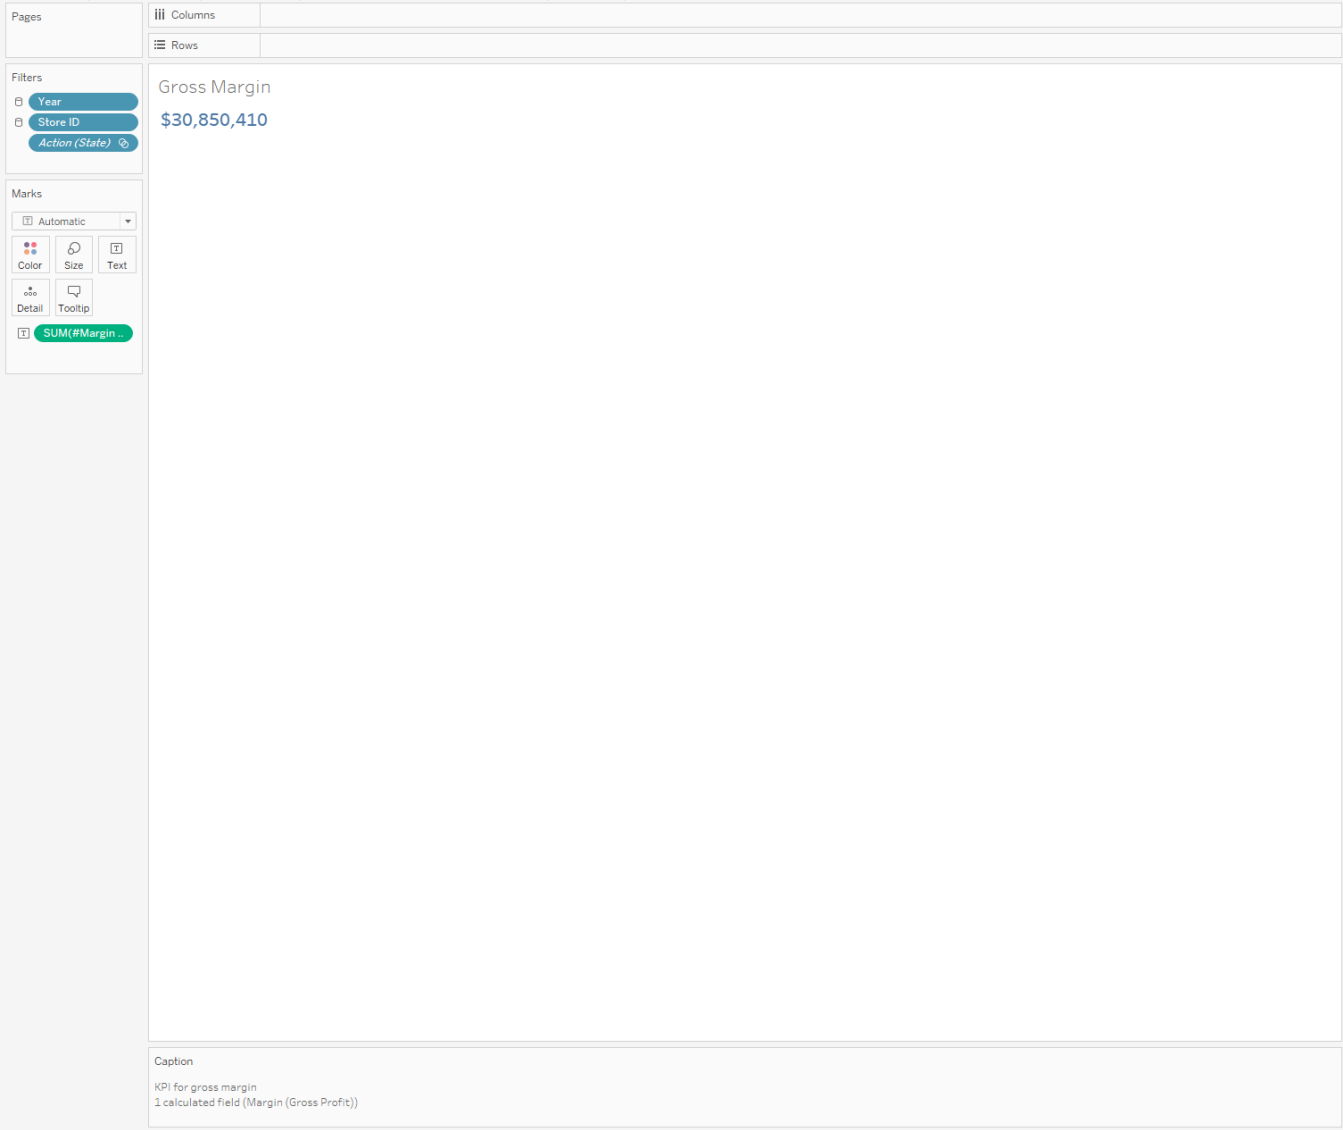 Pages
Columns
Rows
Filters
Year
Store ID
Action (State)
Marks
Automatic
Color
Size
Text
Detail
Tooltip
SUM(#Margin ..
Gross Margin
$30,850,410
Caption
KPI for gross margin
1 calculated field (Margin (Gross Profit))